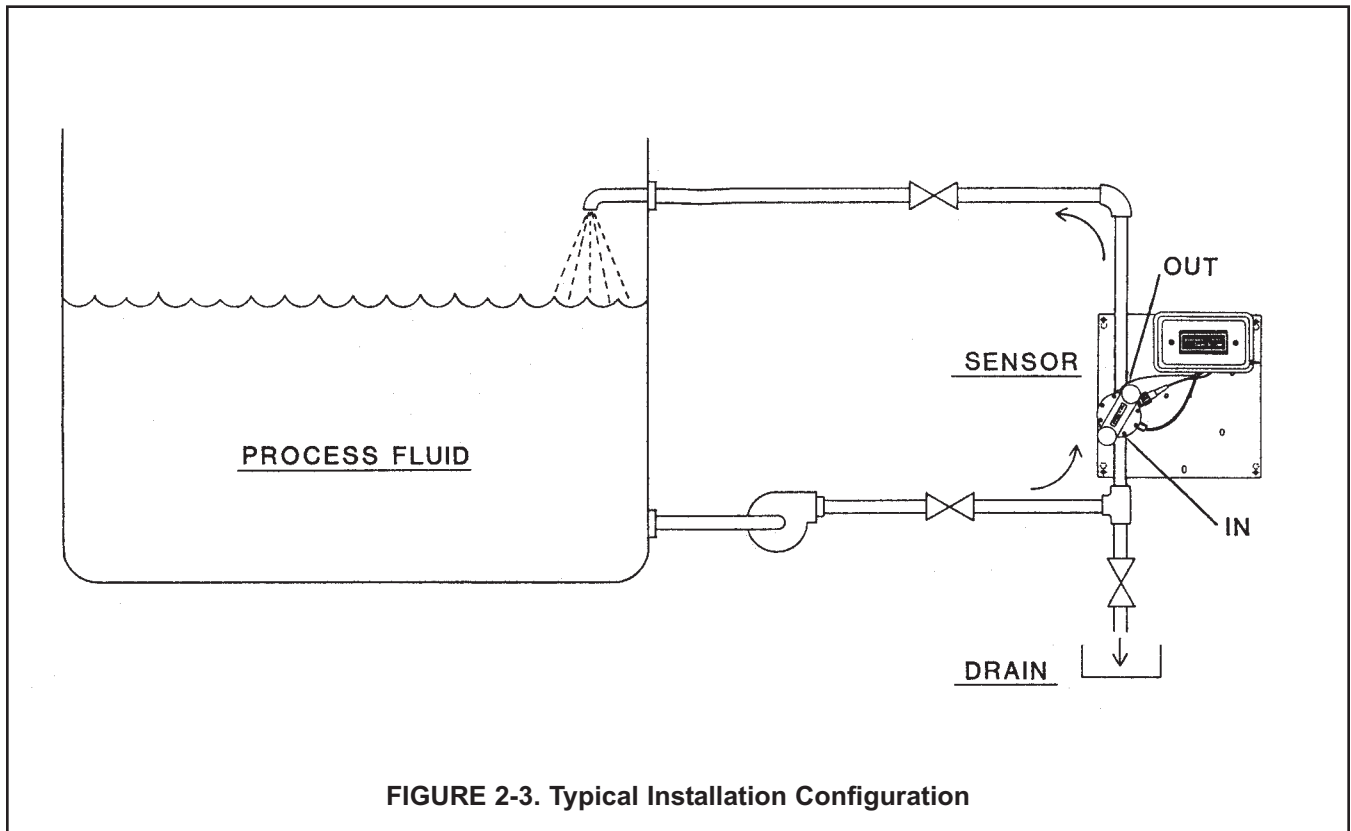 OUT
SENSOR
PROCESS FLUID
IN
DRAIN
FIGURE 2-3. Typical Installation Configuration